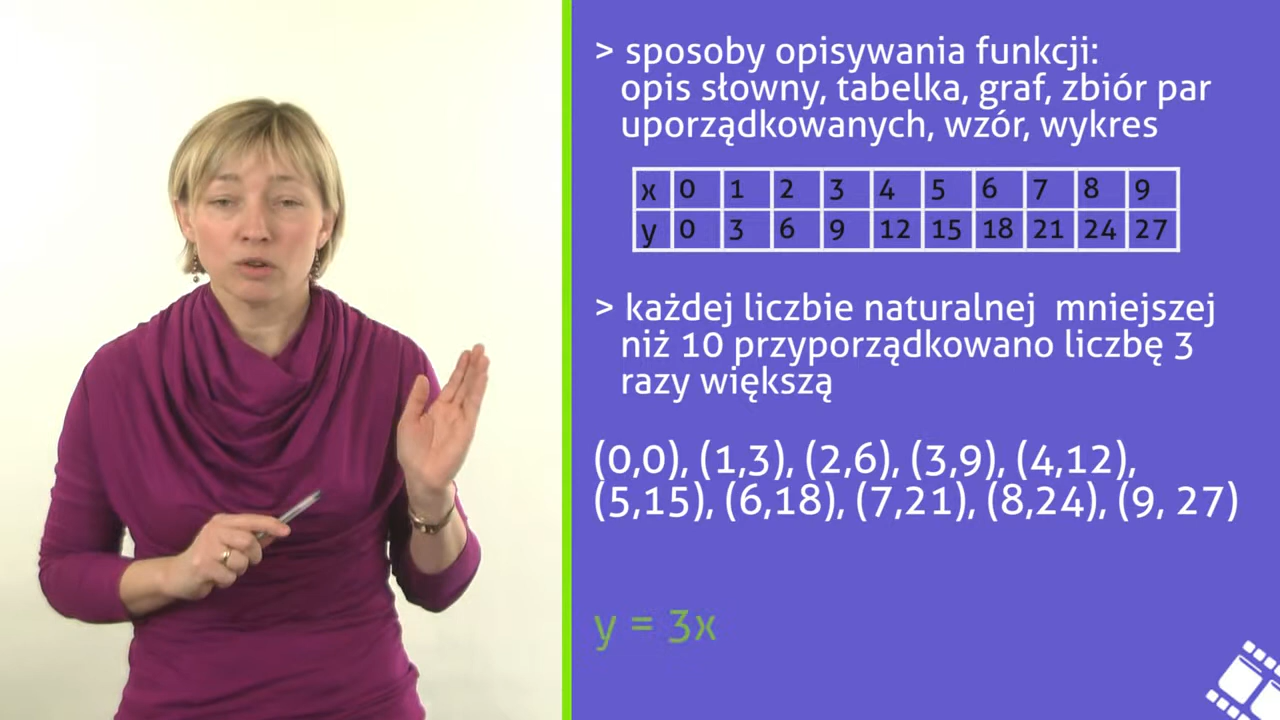 > sposoby opisywania funkcji:
opis słowny, tabelka, graf, zbiór par
uporządkowanych, wzór, wykres
x 0 1 2 3 4 5 6 7 8 9
y 0 3 6 9 12 15 18 21 24 27
> każdej liczbie naturalnej mniejszej
niż 10 przyporządkowano liczbę 3
razy większą
(0,0), (1,3), (2,6), (3,9), (4,12),
(5,15), (6,18), (7,21), (8,24), (9, 27)
y = 3x